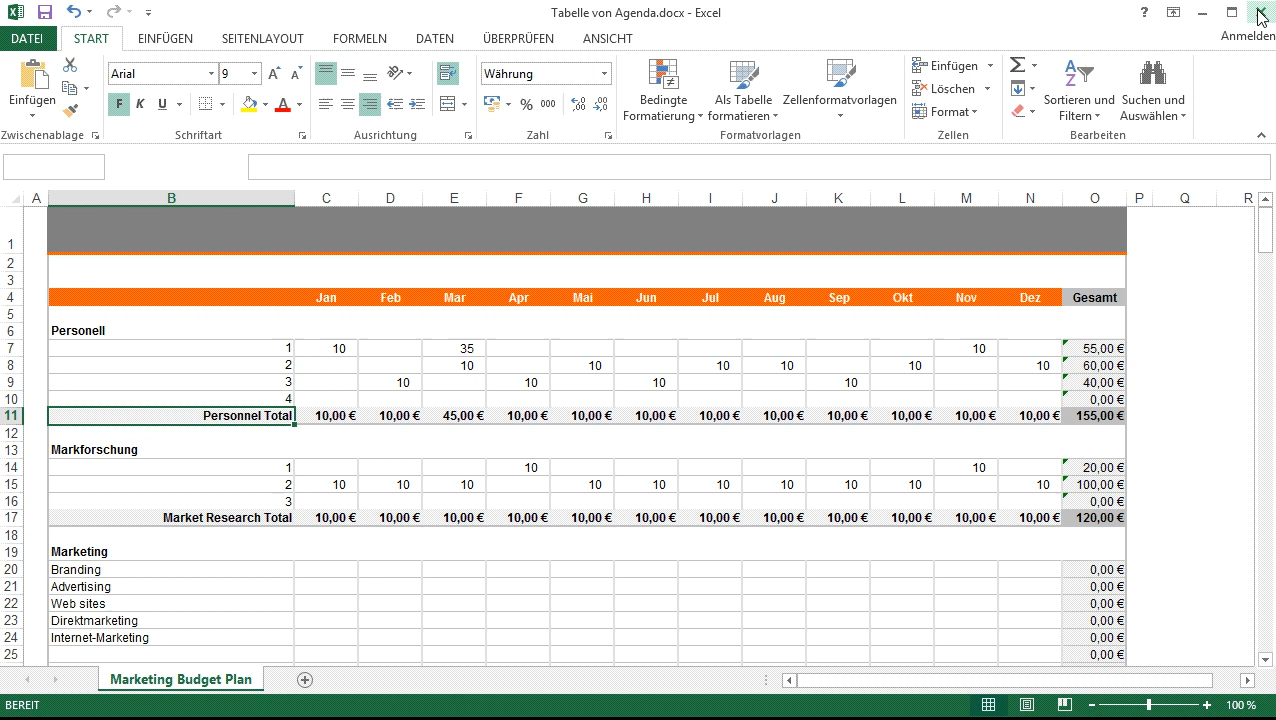 Tabelle von Agenda.docx - Excel
?
Anmelden
DATEI START EINFÜGEN SEITENLAYOUT FORMELN DATEN ÜBERPRÜFEN ANSICHT
Einfügen
Zwischenablage
Arial 9
F K U
Schriftart
Ausrichtung
Währung
% 000
Zahl
Bedingte Formatierung
Als Tabelle formatieren
Zellenformatvorlagen
Formatvorlagen
Einfügen
Löschen
Format
Zellen
Sortieren und Filtern
Suchen und Auswählen
Bearbeiten
A B C D E F G H I J K L M N O P Q R
1
2
3
4 Jan Feb Mar Apr Mai Jun Jul Aug Sep Okt Nov Dez Gesamt
5
6 Personell
7 1 10 35 10 55,00 €
8 2 10 10 10 10 10 10 60,00 €
9 3 10 10 10 10 40,00 €
10 4 0,00 €
11 Personnel Total 10,00 € 10,00 € 45,00 € 10,00 € 10,00 € 10,00 € 10,00 € 10,00 € 10,00 € 10,00 € 10,00 € 10,00 € 155,00 €
12
13 Markforschung
14 1 10 10 20,00 €
15 2 10 10 10 10 10 10 10 10 10 10 100,00 €
16 3 0,00 €
17 Market Research Total 10,00 € 10,00 € 10,00 € 10,00 € 10,00 € 10,00 € 10,00 € 10,00 € 10,00 € 10,00 € 10,00 € 10,00 € 120,00 €
18
19 Marketing
20 Branding 0,00 €
21 Advertising 0,00 €
22 Web sites 0,00 €
23 Direktmarketing 0,00 €
24 Internet-Marketing 0,00 €
25 0,00 €
Marketing Budget Plan
BEREIT
100 %